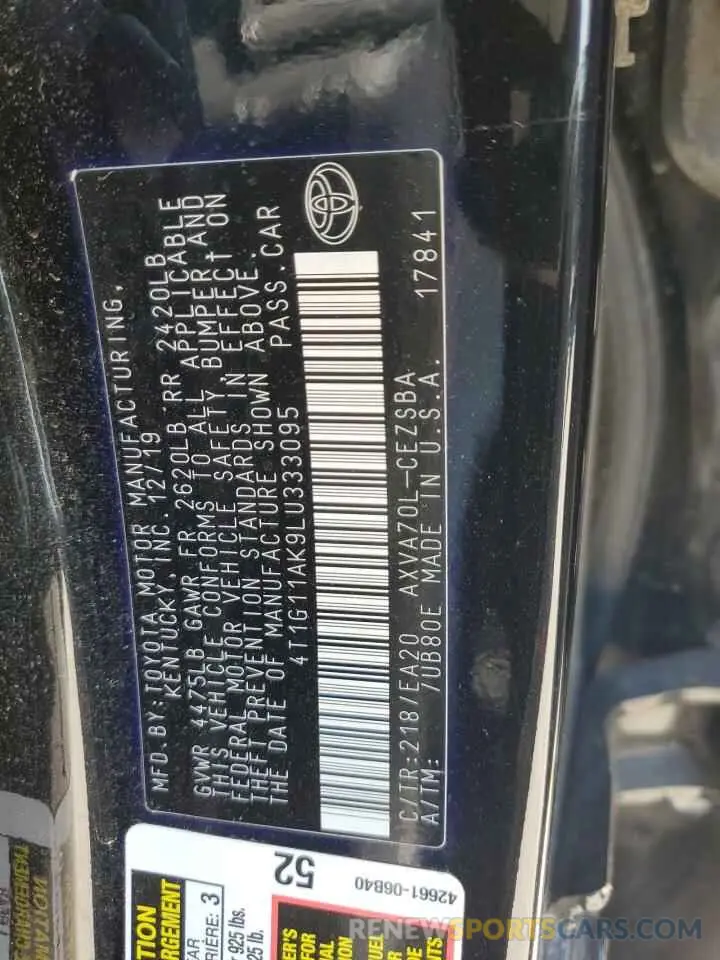 MFD. BY: TOYOTA MOTOR MANUFACTURING,
KENTUCKY, INC. 12/19
GVWR 4475LB GAWR FR 2620LB RR 2420LB
THIS VEHICLE CONFORMS TO ALL APPLICABLE
FEDERAL MOTOR VEHICLE SAFETY, BUMPER, AND
THEFT PREVENTION STANDARDS IN EFFECT ON
THE DATE OF MANUFACTURE SHOWN ABOVE.
4T1G11AK9LU333095 PASS. CAR
C/TR:218/EA20 AXVA70L-CEZSBA
A/TM: 7UB80E MADE IN U.S.A. 17841
52
42661-06B40
3
925 lbs.
RENEWSPORTSCARS.COM